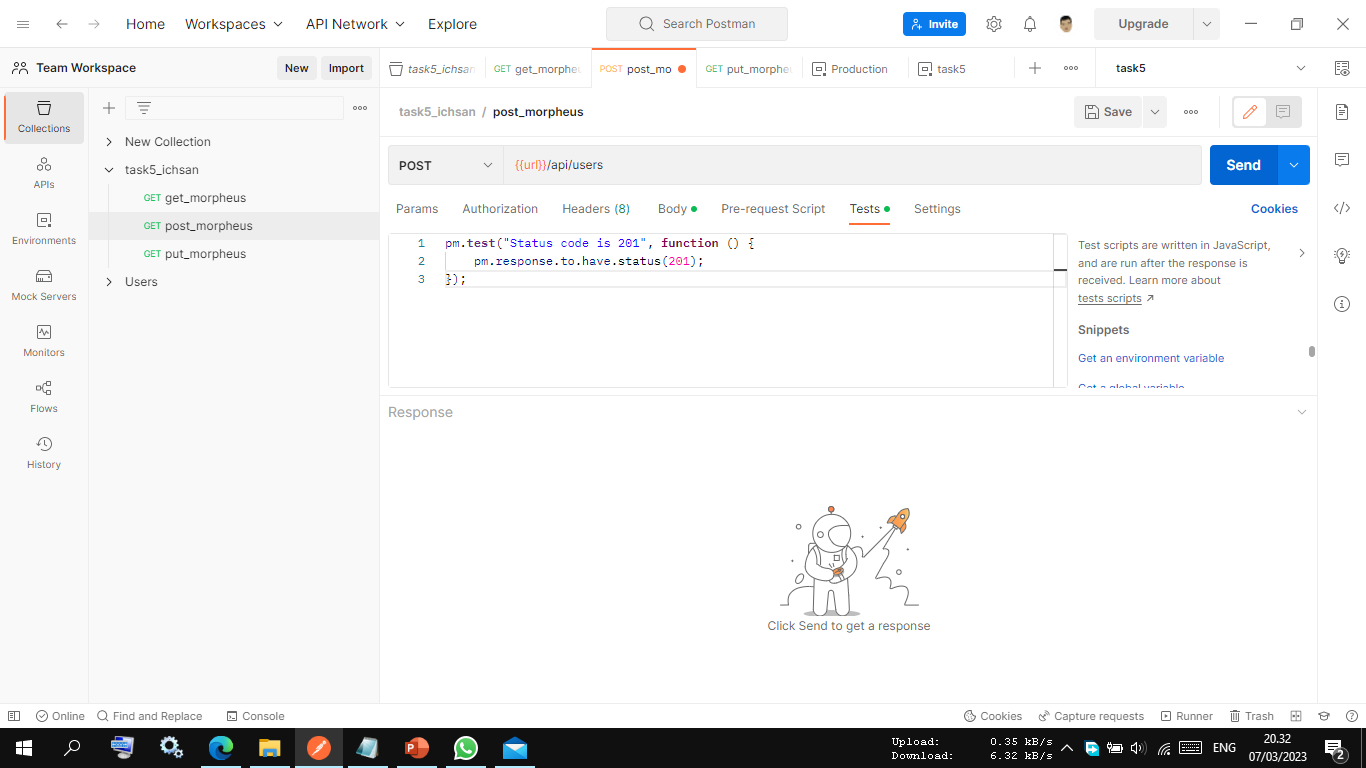 Home Workspaces API Network Explore Search Postman Invite Upgrade
Team Workspace New Import task5_ichsan GET get_morpheu POST post_mo PUT put_morphe Production task5 task5
Collections
APIs
Environments
Mock Servers
Monitors
Flows
History
New Collection
task5_ichsan
GET get_morpheus
GET post_morpheus
GET put_morpheus
Users
task5_ichsan / post_morpheus Save
POST {{url}}/api/users Send
Params Authorization Headers (8) Body Pre-request Script Tests Settings Cookies
1 pm.test("Status code is 201", function () {
2 pm.response.to.have.status(201);
3 });
Test scripts are written in JavaScript,
and are run after the response is
received. Learn more about
tests scripts ↗
Snippets
Get an environment variable
Get a global variable
Response
Click Send to get a response
Online Find and Replace Console Cookies Capture requests Runner Trash
Upload: 0.35 kB/s
Download: 6.32 kB/s
ENG
20.32
07/03/2023
2